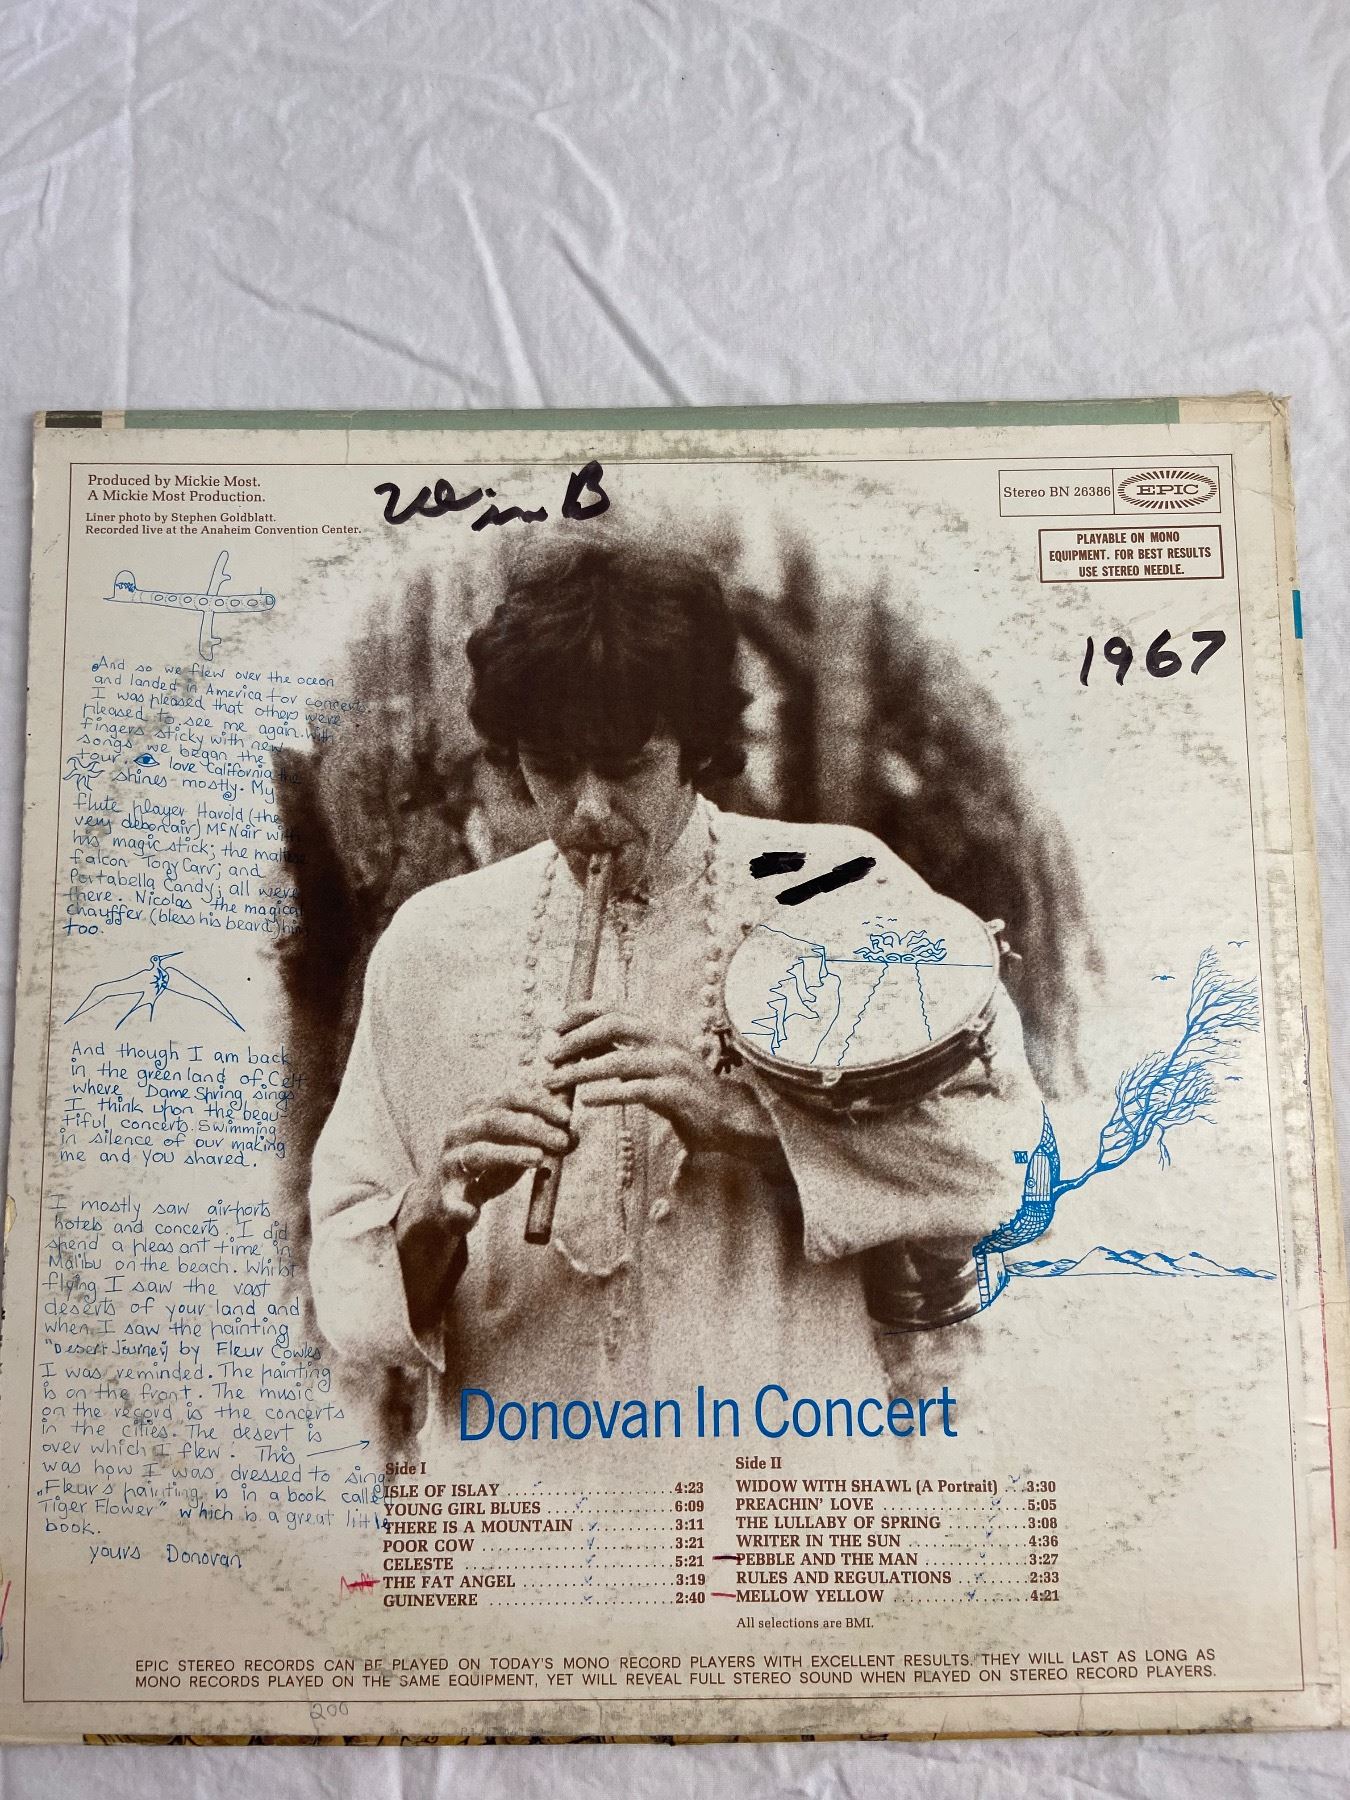 Produced by Mickie Most.
A Mickie Most Production.
Liner photo by Stephen Goldblatt.
Recorded live at the Anaheim Convention Center.
B
Stereo BN 26386
EPIC
PLAYABLE ON MONO
EQUIPMENT. FOR BEST RESULTS
USE STEREO NEEDLE.
1967
And so we flew over the ocean
and landed in America for concerts
I was pleased that others were
pleased to see me again. With
fingers sticky with new
songs we began the
tour. love California the
shines mostly. My
flute player Harold (the
very debonair) McNair with
his magic stick; the maltese
falcon Tony Carr; and
Portabella Candy; all were
there. Nicolas the magical
Chauffer (bless his beard) him
too.
And though I am back
in the greenland of Celt
where Dame Spring sings
I think upon the beau-
tiful concerts. Swimming
in silence of our making
me and you shared.
I mostly saw airports
hotels and concerts. I did
spend a pleasant time in
Malibu on the beach. Whilst
flying I saw the vast
deserts of your land and
when I saw the painting
"Desert Journey" by Fleur Cowles
I was reminded. The painting
is on the front. The music
on the record is the concerts
in the cities. The desert is
over which I flew. This
was how I was dressed to sing.
"Fleur's painting is in a book called
Tiger Flower" which is a great little
book.
yours Donovan
Donovan In Concert
Side I
ISLE OF ISLAY 4:23
YOUNG GIRL BLUES 6:09
THERE IS A MOUNTAIN 3:11
POOR COW 3:21
CELESTE 5:21
THE FAT ANGEL 3:19
GUINEVERE 2:40
Side II
WIDOW WITH SHAWL (A Portrait) 3:30
PREACHIN' LOVE 5:05
THE LULLABY OF SPRING 3:08
WRITER IN THE SUN 4:36
PEBBLE AND THE MAN 3:27
RULES AND REGULATIONS 2:33
MELLOW YELLOW 4:21
All selections are BMI.
EPIC STEREO RECORDS CAN BE PLAYED ON TODAY'S MONO RECORD PLAYERS WITH EXCELLENT RESULTS. THEY WILL LAST AS LONG AS
MONO RECORDS PLAYED ON THE SAME EQUIPMENT, YET WILL REVEAL FULL STEREO SOUND WHEN PLAYED ON STEREO RECORD PLAYERS.
200